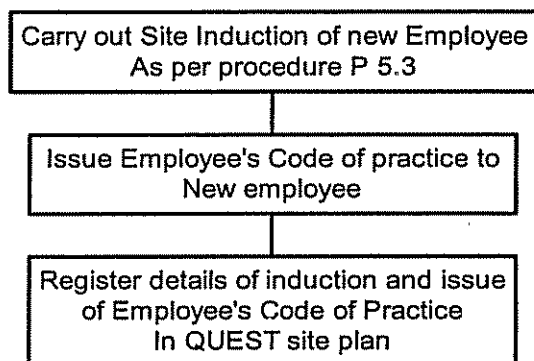 Carry out Site Induction of new Employee
As per procedure P 5.3
Issue Employee's Code of practice to
New employee
Register details of induction and issue
of Employee's Code of Practice
In QUEST site plan